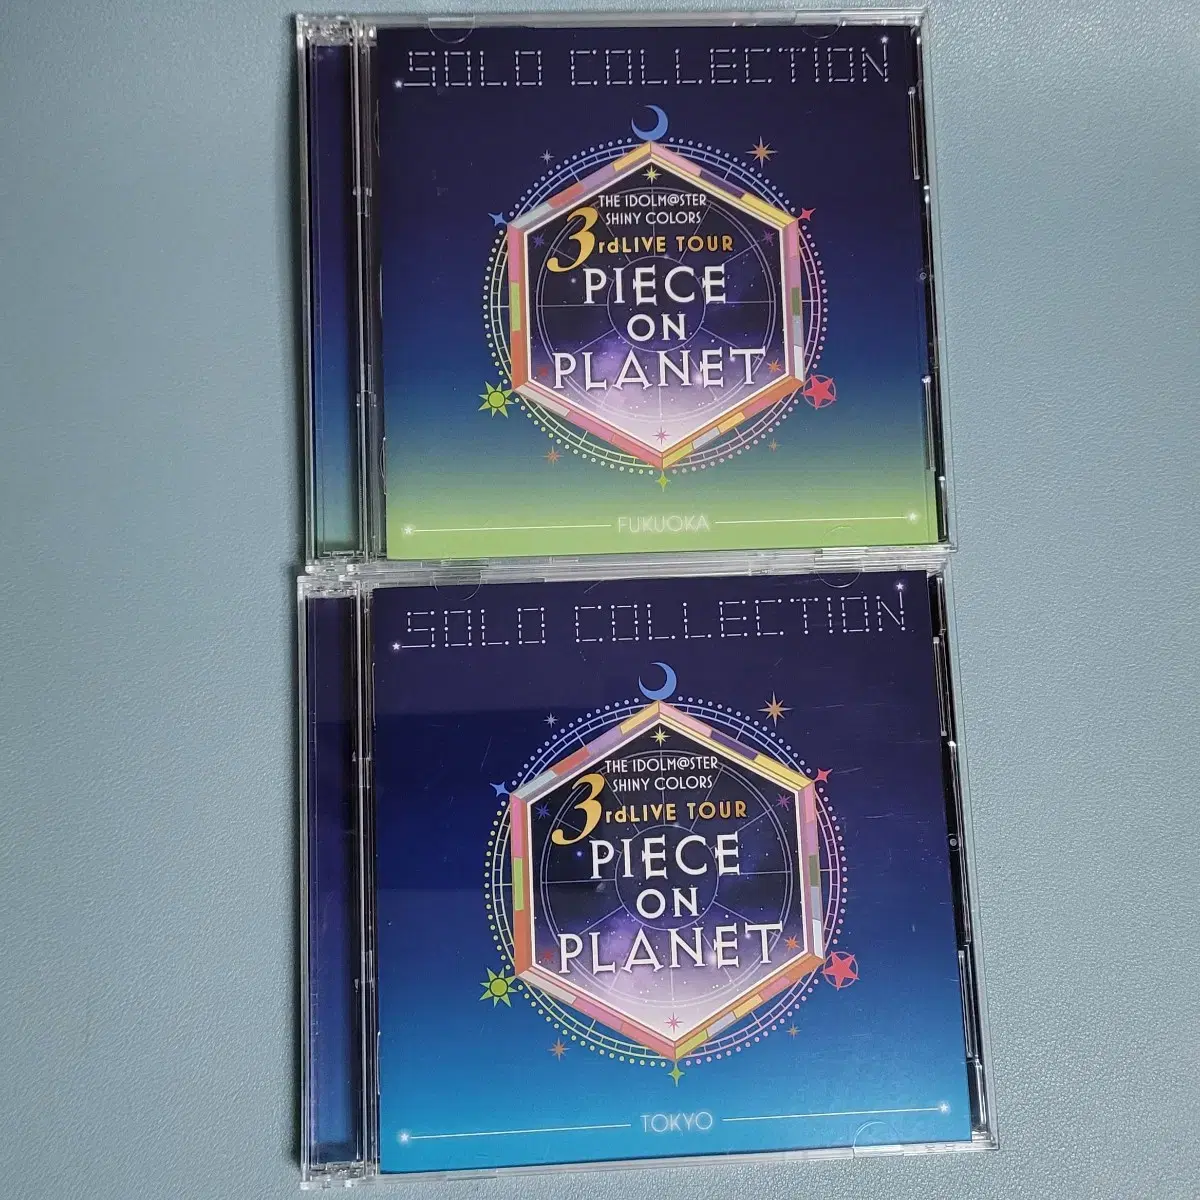 SOLO COLLECTION
THE IDOLM@STER
SHINY COLORS
3rdLIVE TOUR
PIECE
ON
PLANET
FUKUOKA
SOLO COLLECTION
THE IDOLM@STER
SHINY COLORS
3rdLIVE TOUR
PIECE
ON
PLANET
TOKYO